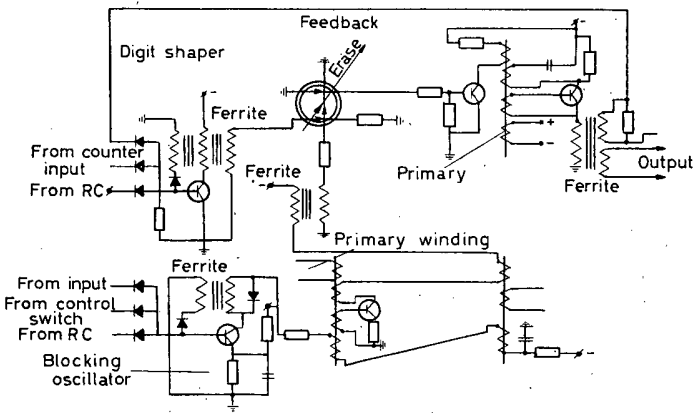 Feedback
Digit shaper
Erase
Ferrite
From counter
input
From RC
Ferrite
Primary
+
-
Output
Ferrite
Primary winding
Ferrite
From input
From control
switch
From RC
Blocking
oscillator